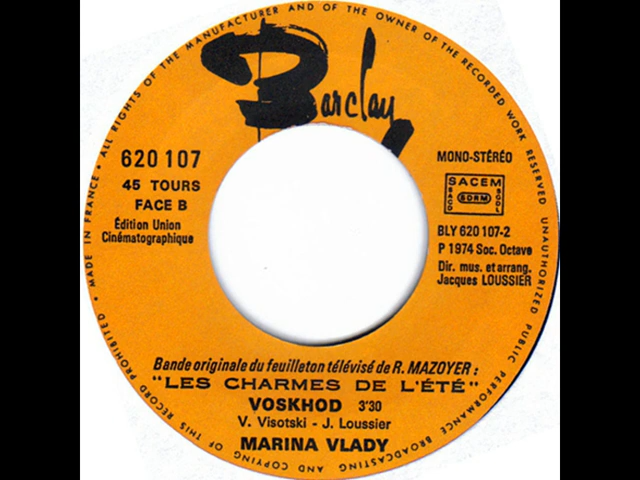 ALL RIGHTS OF THE MANUFACTURER AND OF THE OWNER OF THE RECORDED WORK RESERVED
UNAUTHORIZED PUBLIC PERFORMANCE BROADCASTING AND COPYING OF THIS RECORD PROHIBITED • MADE IN FRANCE •
Barclay
620 107
45 TOURS
FACE B
Édition Union
Cinématographique
MONO-STÉRÉO
SACEM
SACD SDRM SGDL
BLY 620 107-2
P 1974 Soc. Octave
Dir. mus. et arrang.
Jacques LOUSSIER
Bande originale du feuilleton télévisé de R. MAZOYER :
"LES CHARMES DE L'ÉTÉ"
VOSKHOD 3'30
V. Visotski - J. Loussier
MARINA VLADY